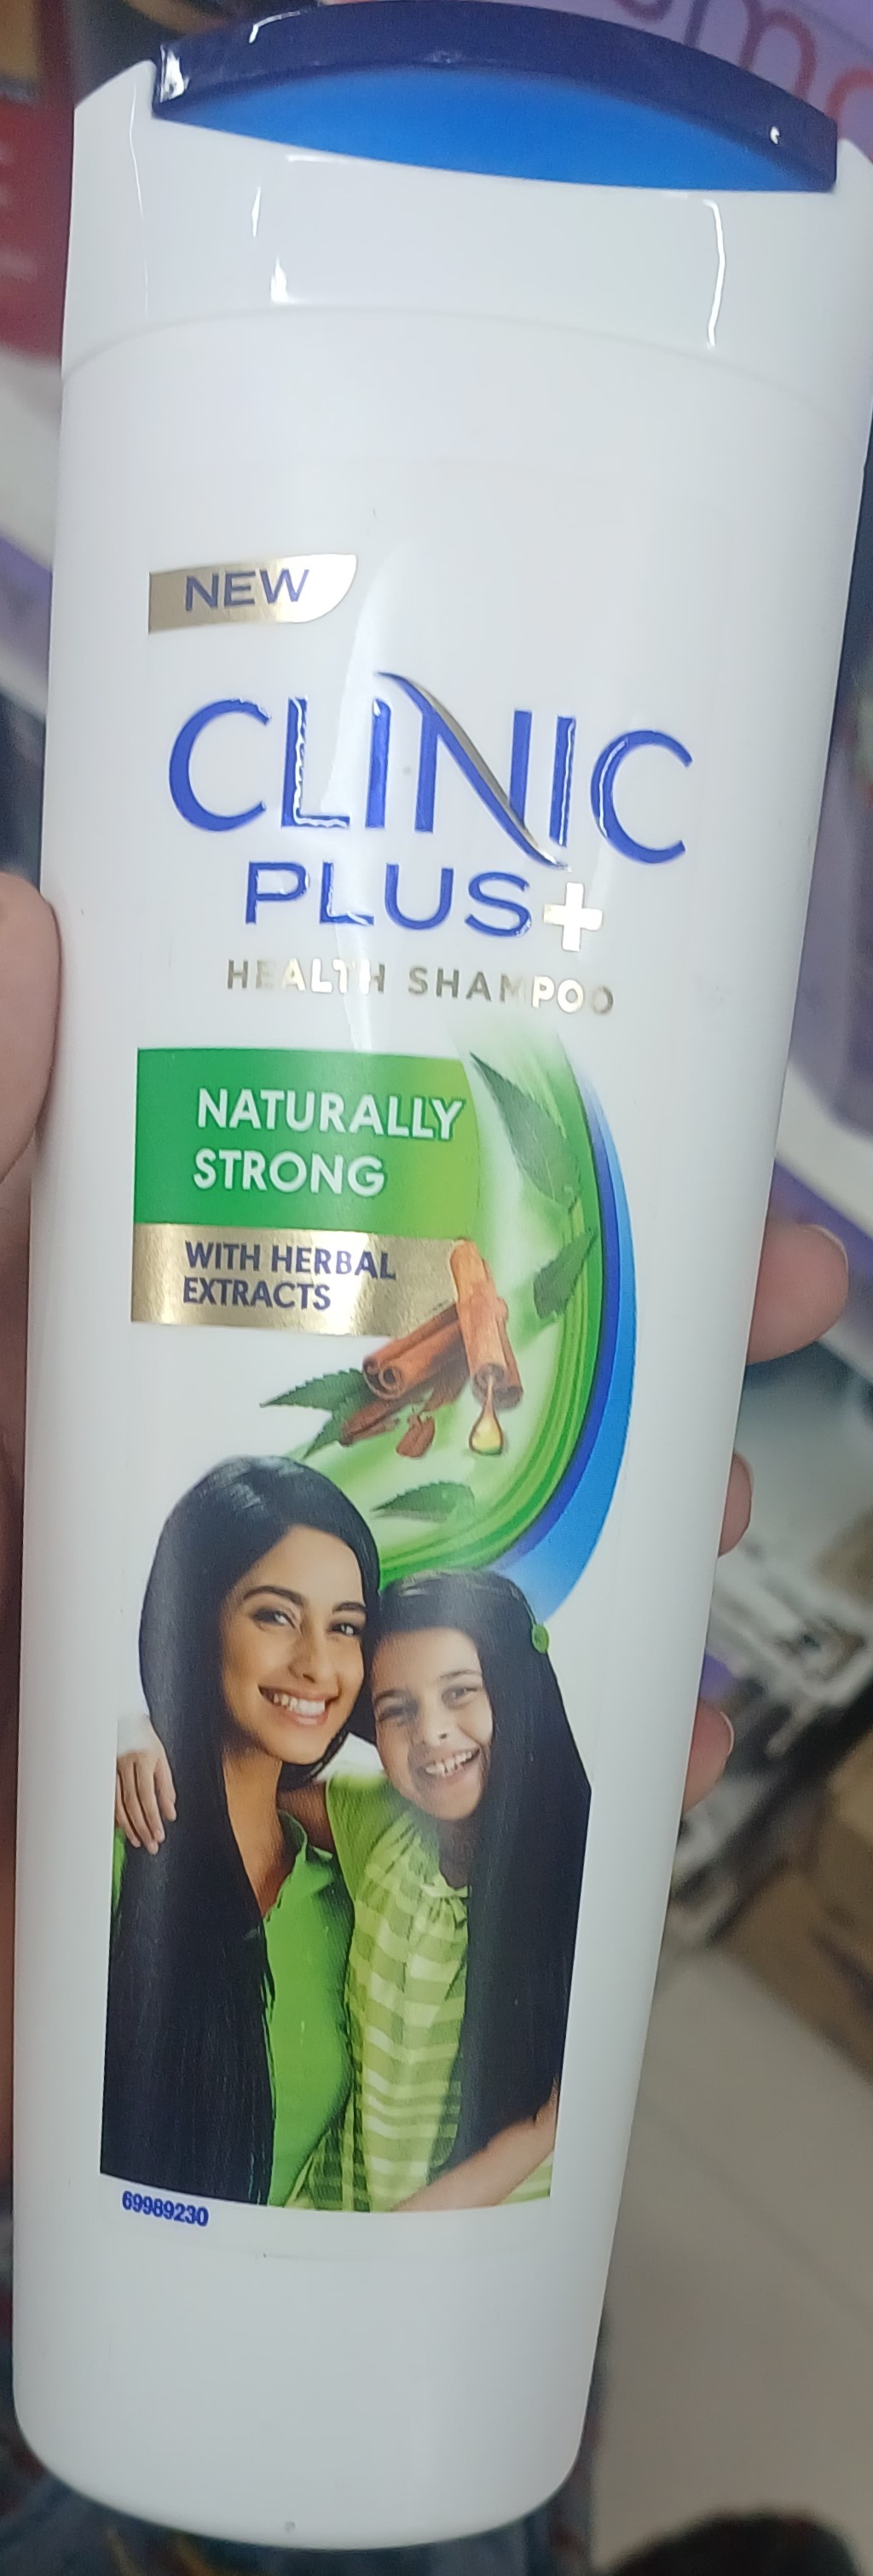 NEW
CLINIC
PLUS+
HEALTH SHAMPOO
NATURALLY
STRONG
WITH HERBAL
EXTRACTS
69989230